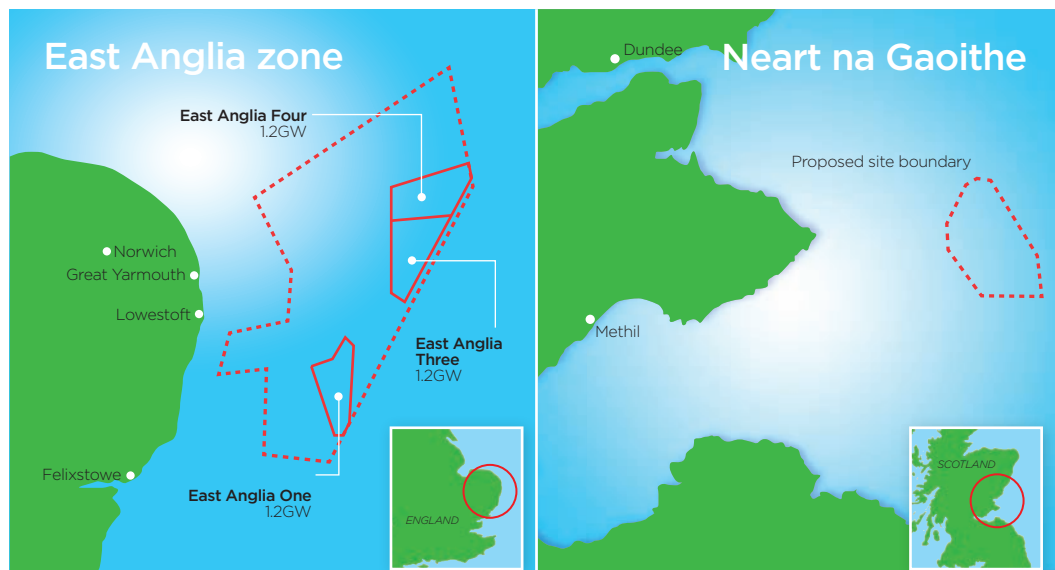 East Anglia zone
East Anglia Four
1.2GW
Norwich
Great Yarmouth
Lowestoft
East Anglia
Three
1.2GW
Felixstowe
East Anglia One
1.2GW
ENGLAND
Neart na Gaoithe
Dundee
Proposed site boundary
Methil
SCOTLAND